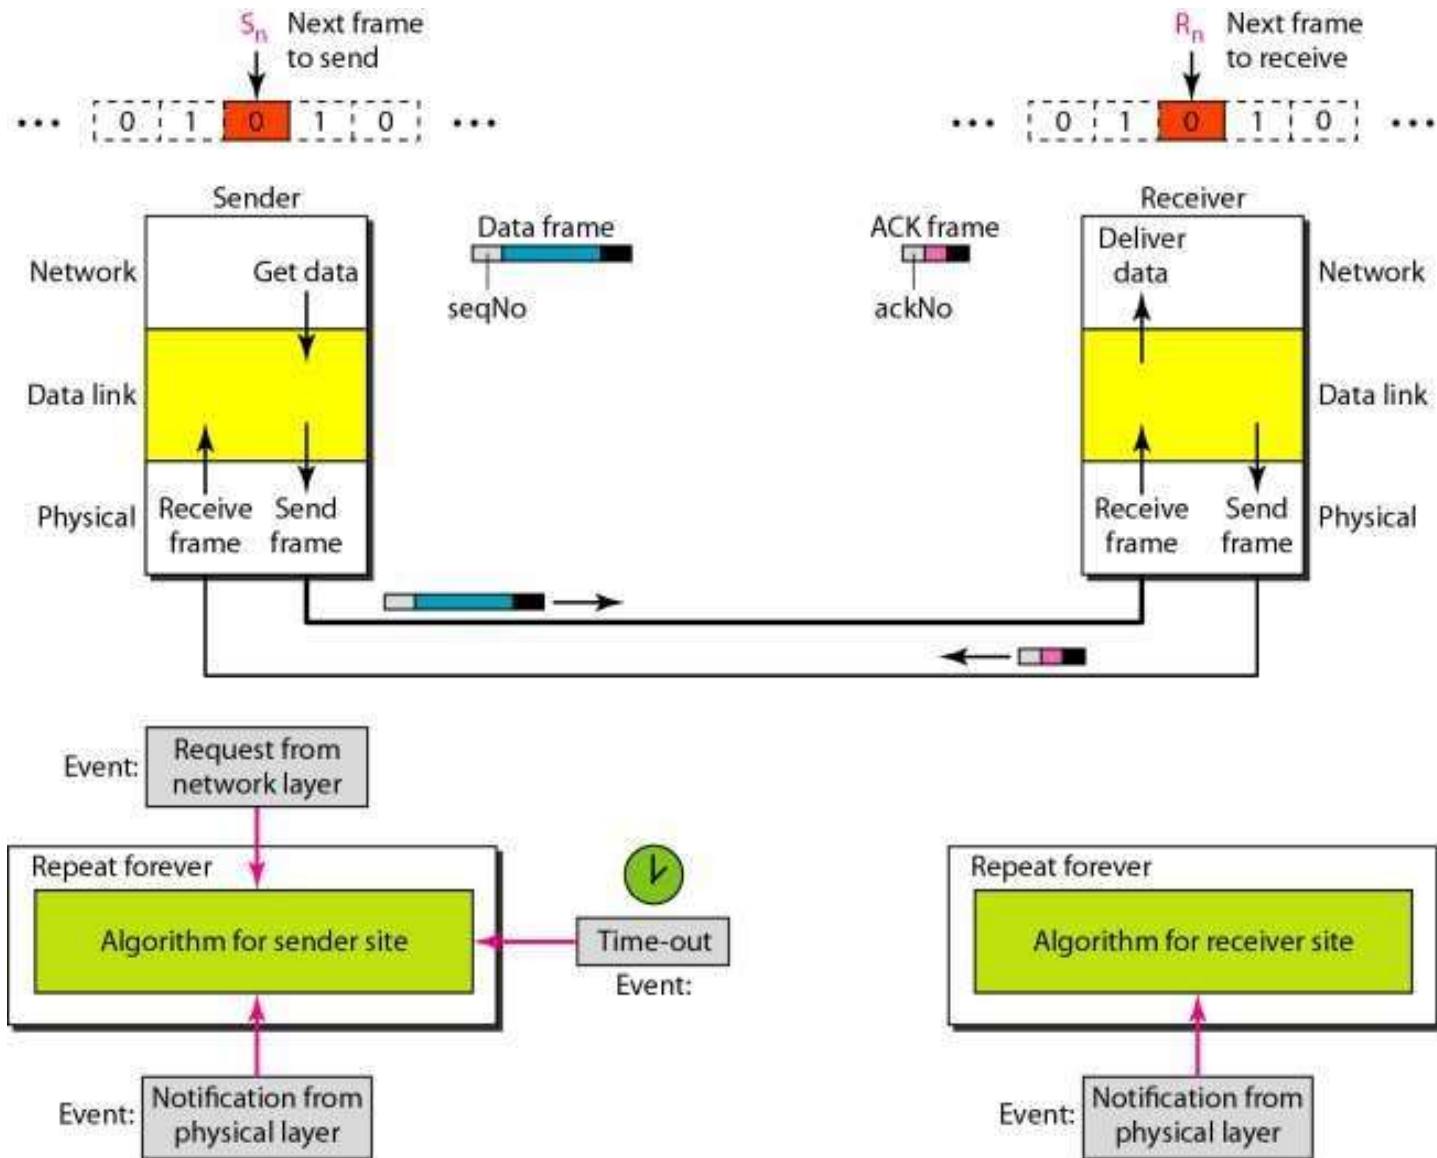 Sn Next frame
to send
Rn Next frame
to receive
... 0 1 0 1 0 ...
... 0 1 0 1 0 ...
Sender
Receiver
Data frame
ACK frame
seqNo
ackNo
Network
Get data
Deliver
data
Network
Data link
Data link
Physical
Receive
frame
Send
frame
Receive
frame
Send
frame
Physical
Event:
Request from
network layer
Repeat forever
Algorithm for sender site
Time-out
Event:
Repeat forever
Algorithm for receiver site
Event:
Notification from
physical layer
Event:
Notification from
physical layer